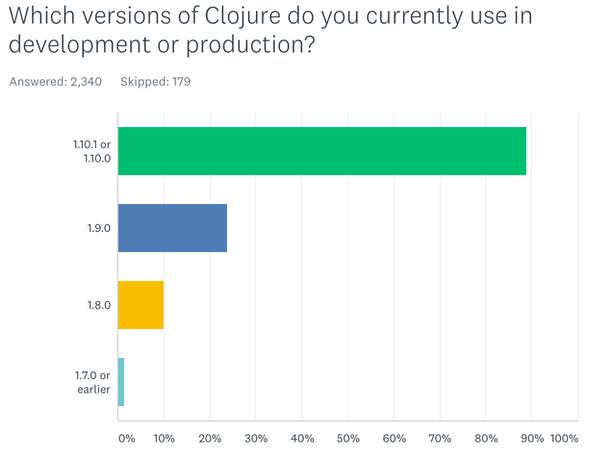 Which versions of Clojure do you currently use in
development or production?
Answered: 2,340 Skipped: 179
1.10.1 or
1.10.0
1.9.0
1.8.0
1.7.0 or
earlier
0% 10% 20% 30% 40% 50% 60% 70% 80% 90% 100%